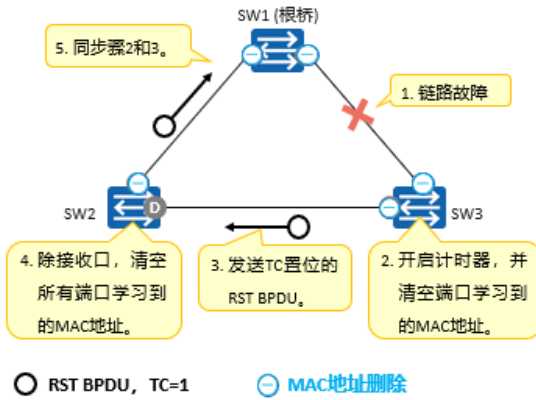 SW1 (根桥)
5. 同步骤2和3。
1. 链路故障
SW2
D
SW3
4. 除接收口，清空
所有端口学习到
的MAC地址。
3. 发送TC置位的
RST BPDU。
2. 开启计时器，并
清空端口学习到
的MAC地址。
RST BPDU，TC=1
MAC地址删除